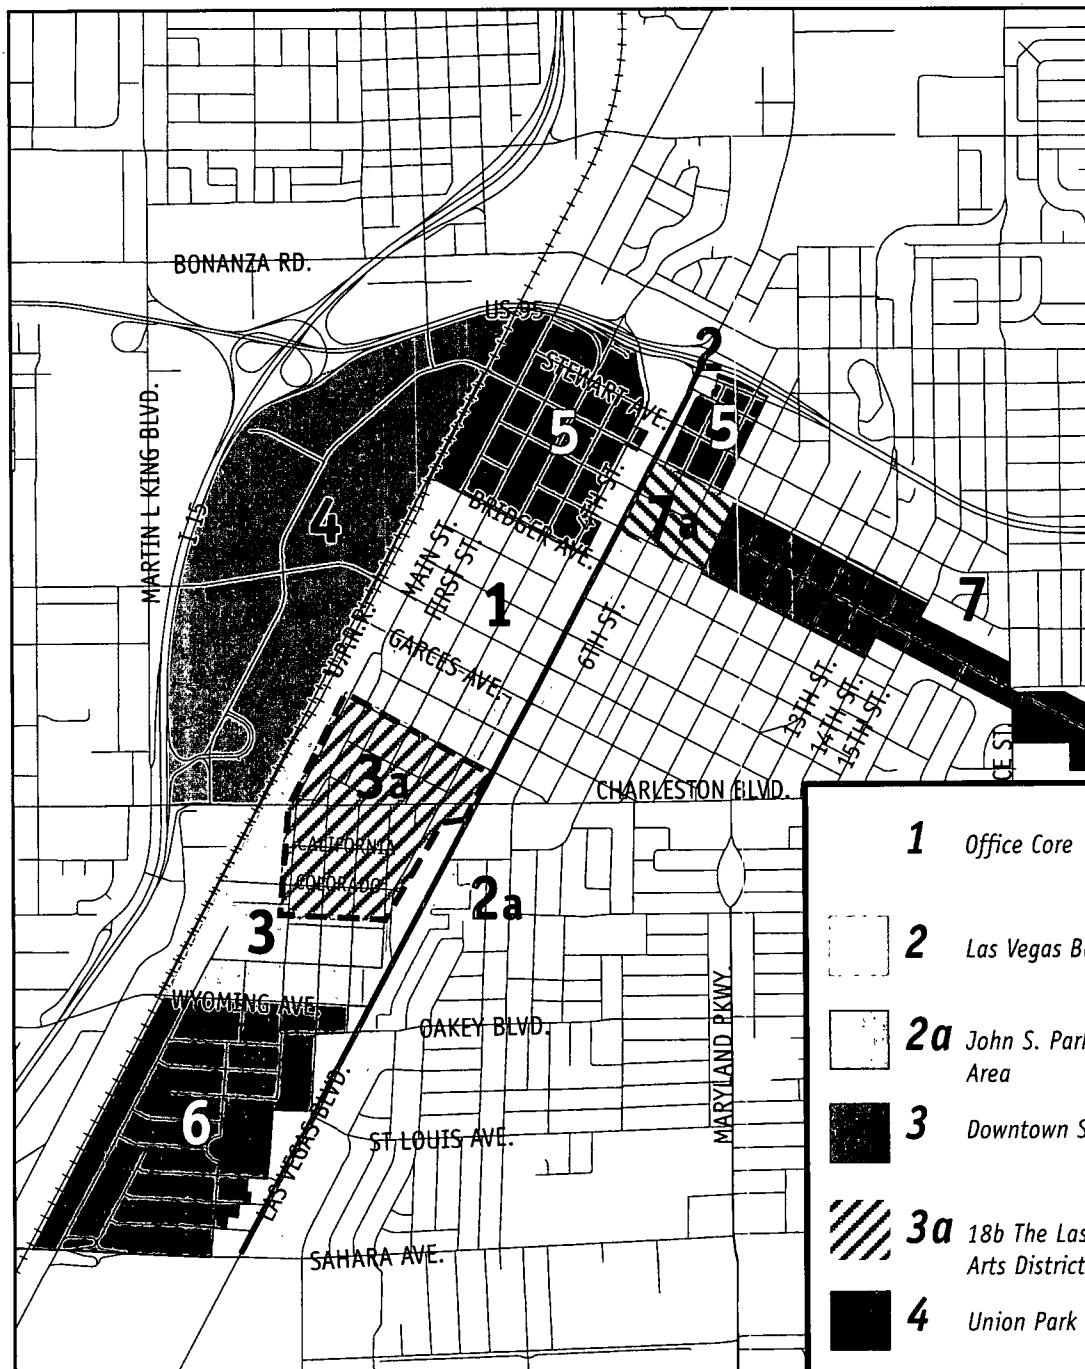 BONANZA RD.
US 95
2
MARTIN L KING BLVD.
STEWART AVE.
5
5
I-15
4TH ST.
4
1a
BRIDGER AVE.
MAIN ST.
FIRST ST.
1
7
6TH ST.
U.P.R.R.
GARCES AVE.
13TH ST.
14TH ST.
15TH ST.
3a
CHARLESTON BLVD.
CALIFORNIA
COLORADO
2a
3
WYOMING AVE.
OAKEY BLVD.
MARYLAND PKWY.
6
LAS VEGAS BLVD.
ST LOUIS AVE.
SAHARA AVE.
1 Office Core
2 Las Vegas B
2a John S. Par
Area
3 Downtown S
3a 18b The Las
Arts District
4 Union Park